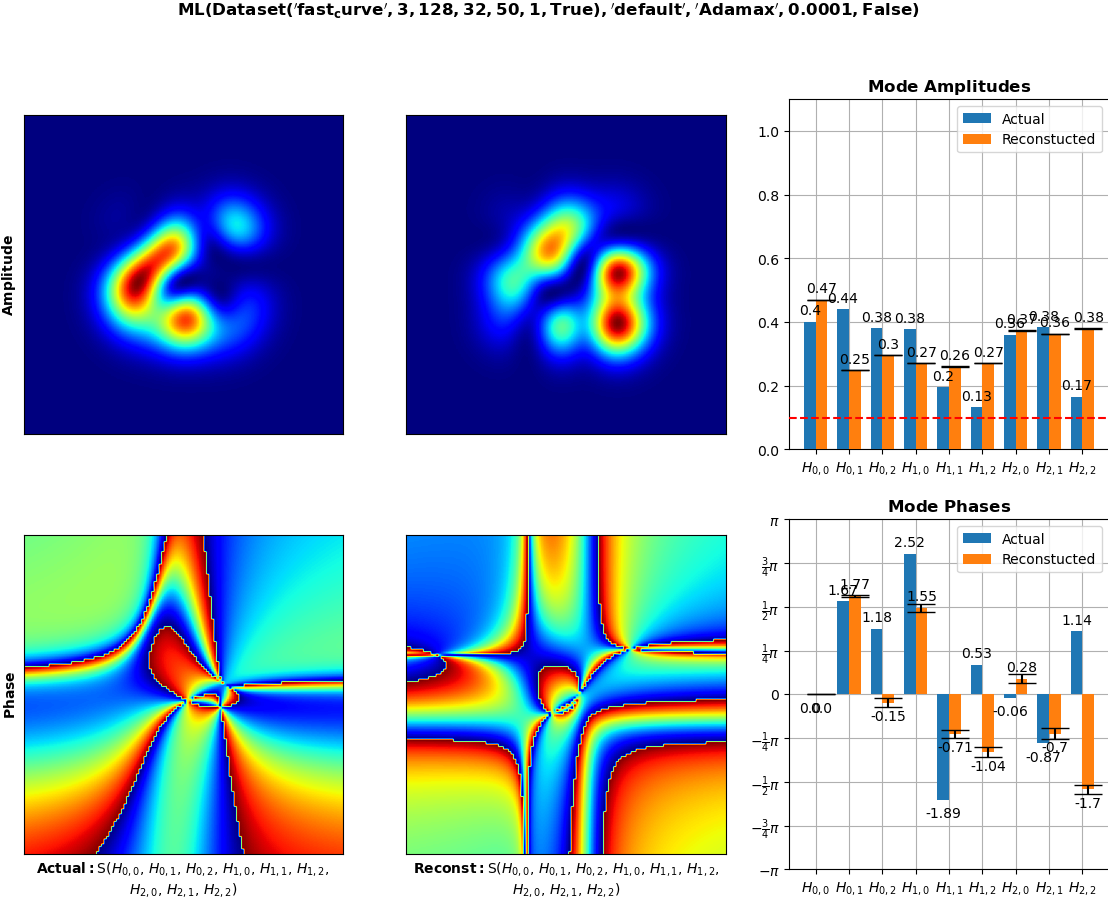 ML(Dataset('fast_curve', 3, 128, 32, 50, 1, True), 'default', 'Adamax', 0.0001, False)
Amplitude
Mode Amplitudes
Actual
Reconstucted
1.0
0.8
0.6
0.4
0.2
0.0
0.4
0.47
0.44
0.25
0.38
0.3
0.38
0.27
0.2
0.26
0.13
0.27
0.36
0.37
0.38
0.36
0.17
0.38
H0,0 H0,1 H0,2 H1,0 H1,1 H1,2 H2,0 H2,1 H2,2
Phase
Mode Phases
Actual
Reconstucted
π
3/4π
1/2π
1/4π
0
−1/4π
−1/2π
−3/4π
−π
0.0
0.0
1.67
1.77
1.18
-0.15
2.52
1.55
-1.89
-0.71
0.53
-1.04
-0.06
0.28
-0.87
-0.7
1.14
-1.7
H0,0 H0,1 H0,2 H1,0 H1,1 H1,2 H2,0 H2,1 H2,2
Actual: S(H0,0, H0,1, H0,2, H1,0, H1,1, H1,2,
H2,0, H2,1, H2,2)
Reconst: S(H0,0, H0,1, H0,2, H1,0, H1,1, H1,2,
H2,0, H2,1, H2,2)